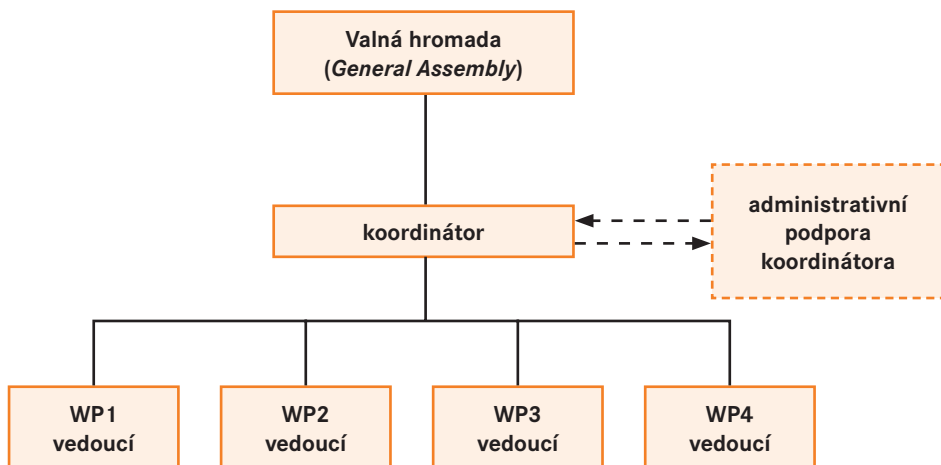 Valná hromada
(General Assembly)
koordinátor
administrativní
podpora
koordinátora
WP1
vedoucí
WP2
vedoucí
WP3
vedoucí
WP4
vedoucí